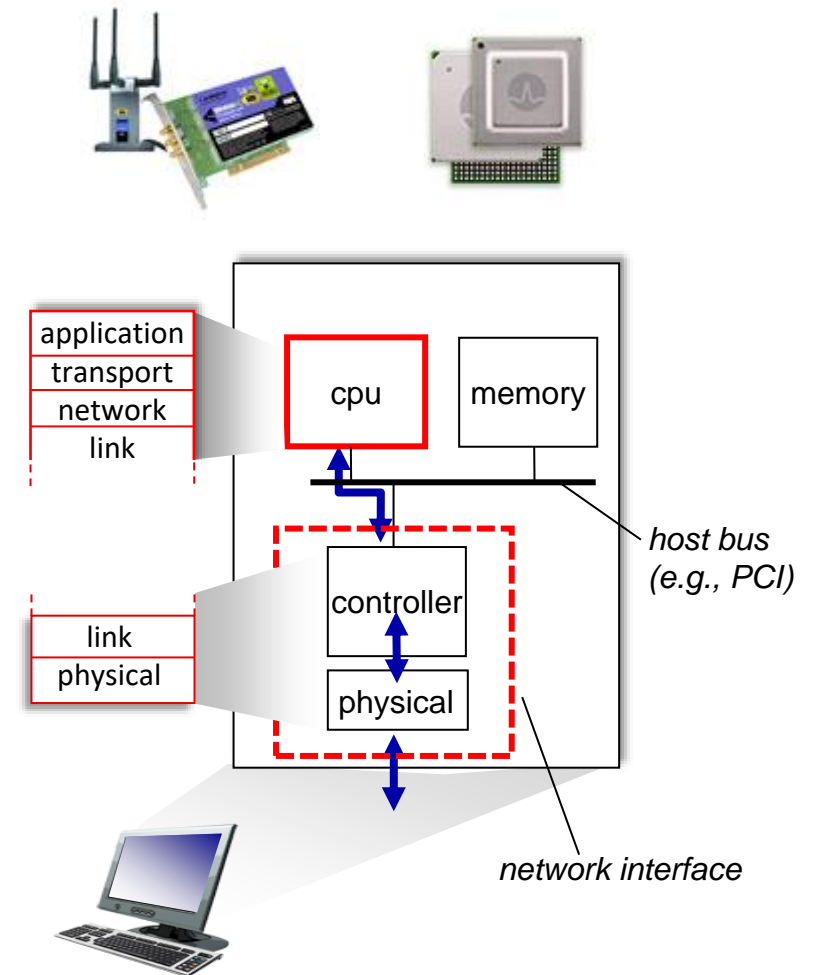 application
transport
network
link
cpu
memory
host bus
(e.g., PCI)
controller
link
physical
physical
network interface